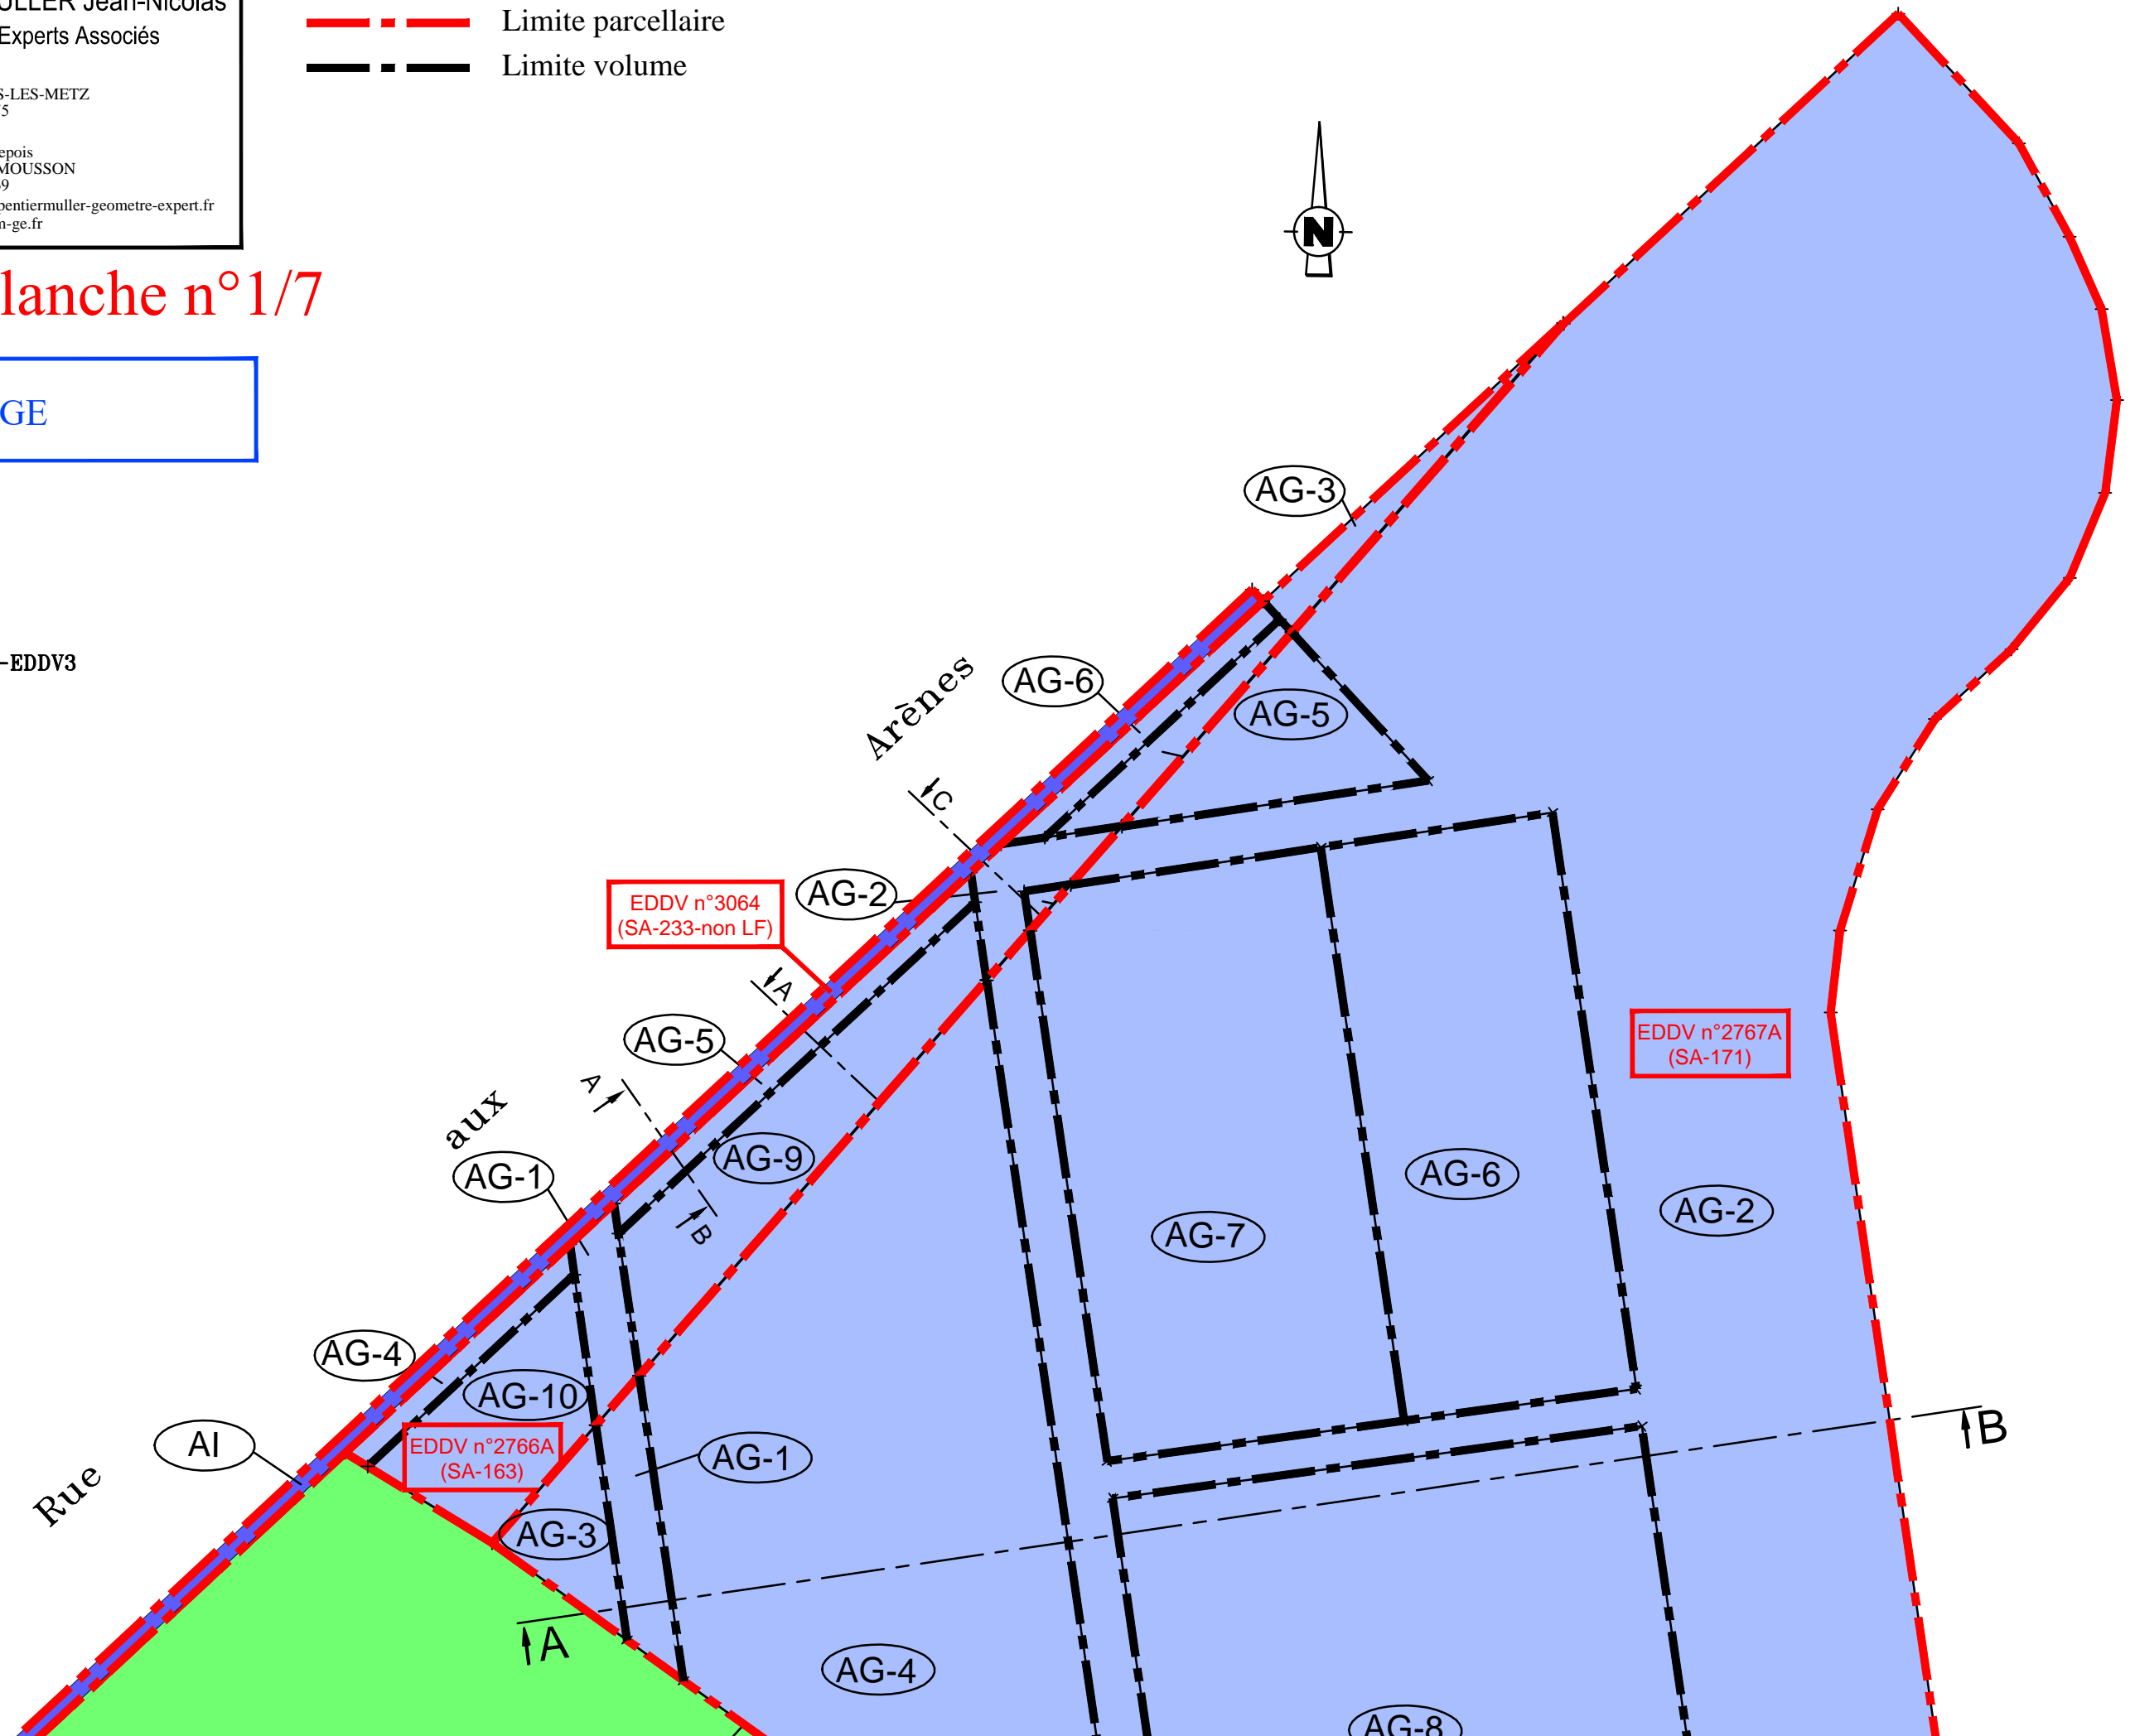 Jean-Nicolas
Experts Associés
MOUSSON
Limite parcellaire
Limite volume
n°1/7
N
AG-3
Arènes
AG-6
AG-5
C
AG-2
EDDV n°3064
(SA-233-non LF)
A
AG-5
EDDV n°2767A
(SA-171)
A
aux
AG-1
AG-9
AG-6
AG-2
AG-7
B
AG-4
AG-10
AI
EDDV n°2766A
(SA-163)
AG-1
B
Rue
AG-3
A
AG-4
AG-8